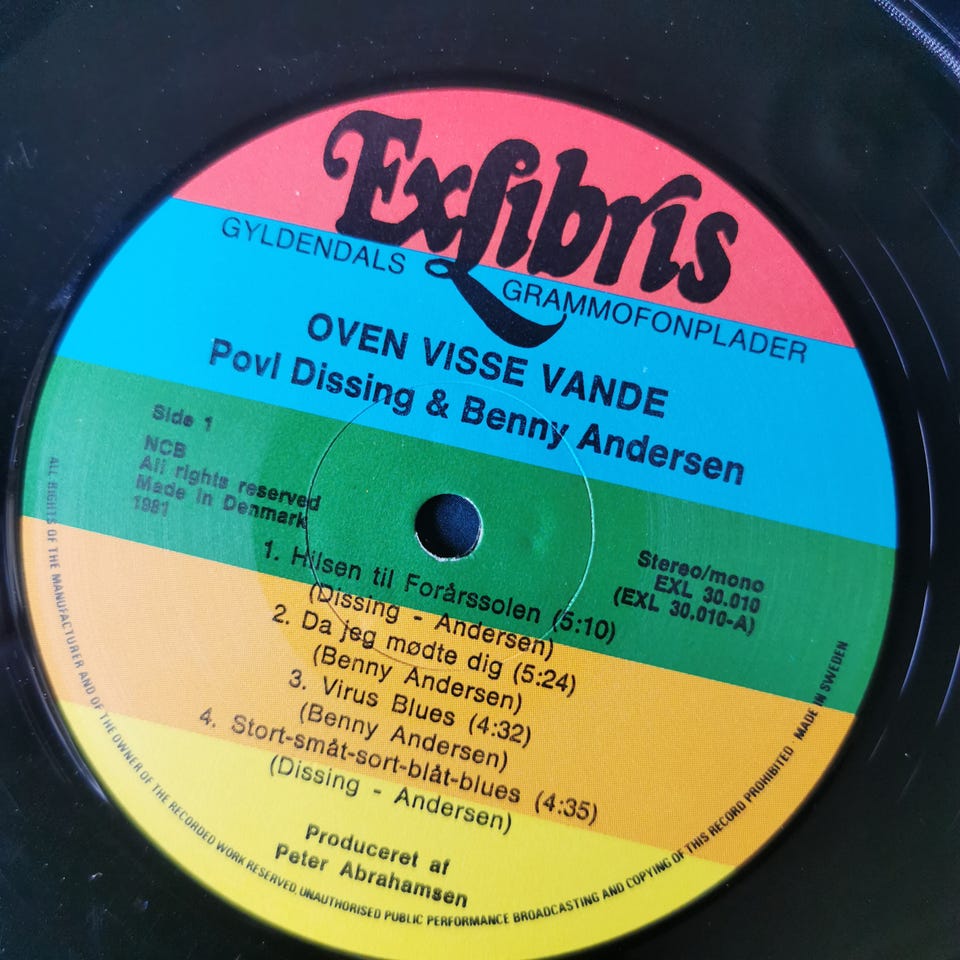 Exlibris
GYLDENDALS GRAMMOFONPLADER
OVEN VISSE VANDE
Povl Dissing & Benny Andersen
Side 1
NCB
All rights reserved
Made in Denmark
1981
Stereo/mono
EXL 30.010
(EXL 30.010-A)
1. Hilsen til Forårssolen (5:10)
(Dissing - Andersen)
2. Da jeg mødte dig (5:24)
(Benny Andersen)
3. Virus Blues (4:32)
(Benny Andersen)
4. Stort-småt-sort-blåt-blues (4:35)
(Dissing - Andersen)
Produceret af
Peter Abrahamsen
ALL RIGHTS OF THE MANUFACTURER AND OF THE OWNER OF THE RECORDED WORK RESERVED. UNAUTHORISED PUBLIC PERFORMANCE BROADCASTING AND COPYING OF THIS RECORD PROHIBITED · MADE IN SWEDEN